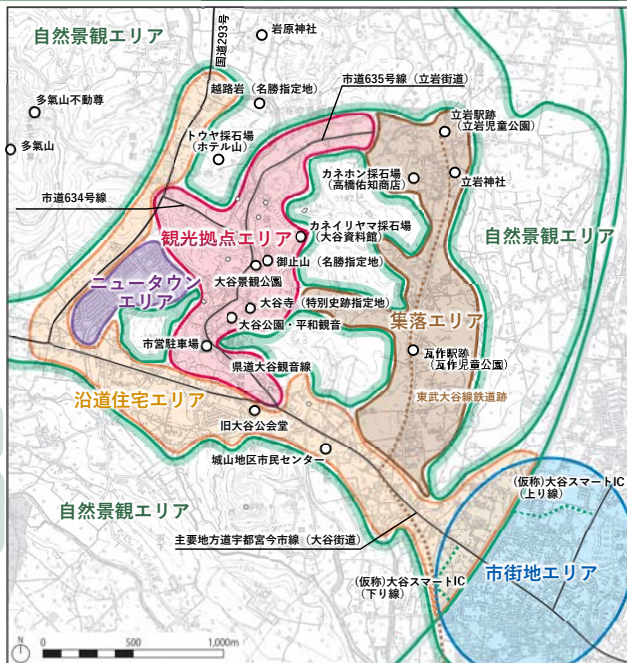 自然景観エリア
国道293号
岩原神社
越路岩（名勝指定地）
市道635号線（立岩街道）
多氣山不動尊
トウヤ採石場
（ホテル山）
立岩駅跡
（立岩児童公園）
多氣山
カネホン採石場
（高橋佑知商店）
立岩神社
市道634号線
カネイリヤマ採石場
（大谷資料館）
観光拠点エリア
自然景観エリア
御止山（名勝指定地）
ニュータウン
エリア
大谷景観公園
大谷寺（特別史跡指定地）
大谷公園・平和観音
集落エリア
市営駐車場
瓦作駅跡
（瓦作児童公園）
県道大谷観音線
沿道住宅エリア
東武大谷線鉄道跡
旧大谷公会堂
城山地区市民センター
（仮称）大谷スマートIC
（上り線）
自然景観エリア
主要地方道宇都宮今市線（大谷街道）
市街地エリア
（仮称）大谷スマートIC
（下り線）
N
0 500 1,000m